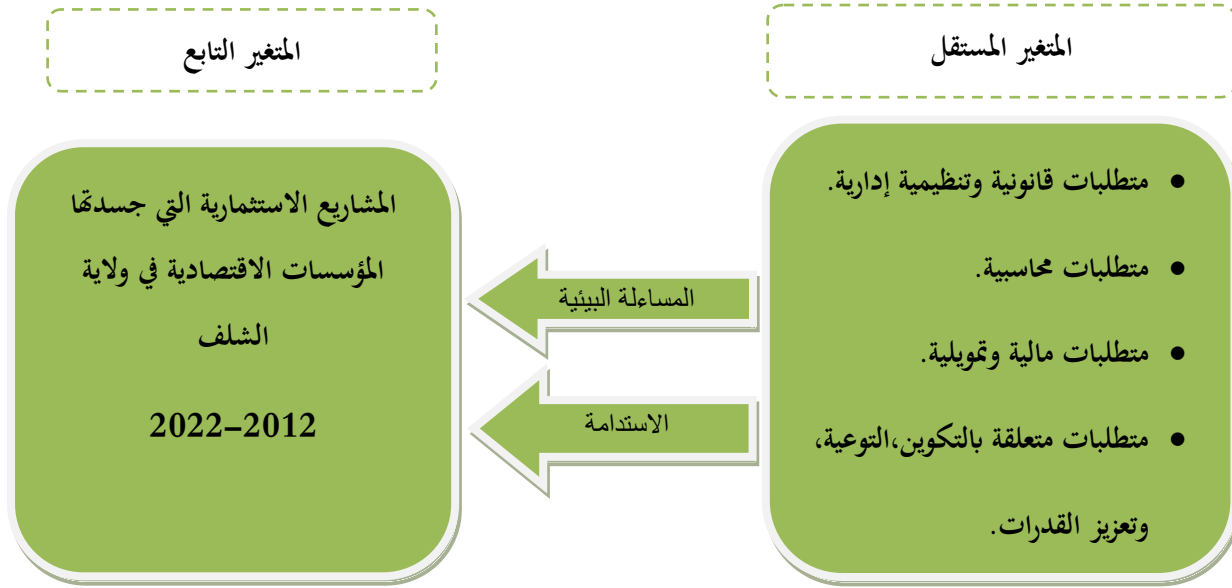 المتغير المستقل
• متطلبات قانونية وتنظيمية إدارية.
• متطلبات محاسبية.
• متطلبات مالية وتمويلية.
• متطلبات متعلقة بالتكوين،التوعية،
وتعزيز القدرات.
المساءلة البيئية
الاستدامة
المتغير التابع
المشاريع الاستثمارية التي جسدتها
المؤسسات الاقتصادية في ولاية
الشلف
2022–2012